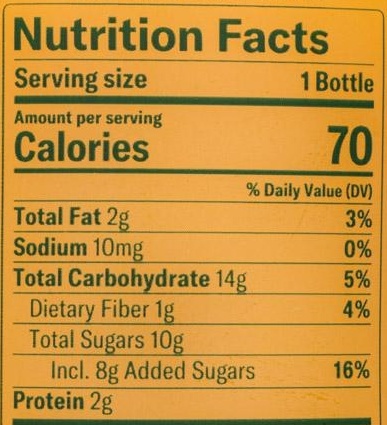 Nutrition Facts
Serving size 1 Bottle
Amount per serving
Calories 70
% Daily Value (DV)
Total Fat 2g 3%
Sodium 10mg 0%
Total Carbohydrate 14g 5%
Dietary Fiber 1g 4%
Total Sugars 10g
Incl. 8g Added Sugars 16%
Protein 2g